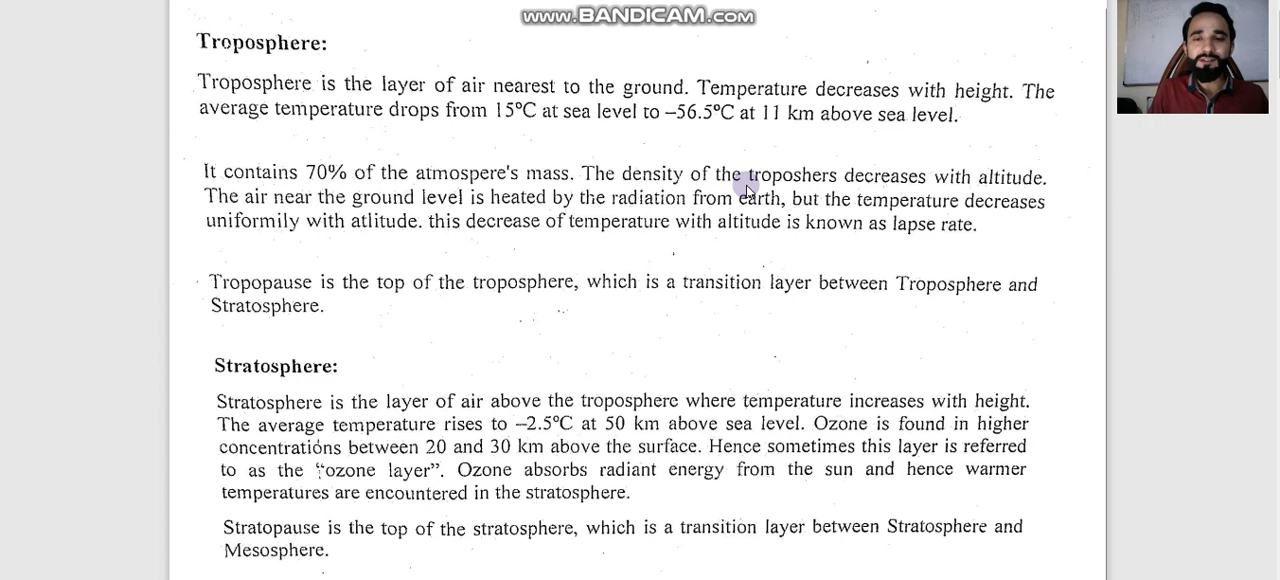 www.BANDICAM.com
Troposphere:
Troposphere is the layer of air nearest to the ground. Temperature decreases with height. The
average temperature drops from 15°C at sea level to –56.5°C at 11 km above sea level.
It contains 70% of the atmospere's mass. The density of the troposhers decreases with altitude.
The air near the ground level is heated by the radiation from earth, but the temperature decreases
uniformily with atlitude. this decrease of temperature with altitude is known as lapse rate.
Tropopause is the top of the troposphere, which is a transition layer between Troposphere and
Stratosphere.
Stratosphere:
Stratosphere is the layer of air above the troposphere where temperature increases with height.
The average temperature rises to –2.5°C at 50 km above sea level. Ozone is found in higher
concentrations between 20 and 30 km above the surface. Hence sometimes this layer is referred
to as the “ozone layer”. Ozone absorbs radiant energy from the sun and hence warmer
temperatures are encountered in the stratosphere.
Stratopause is the top of the stratosphere, which is a transition layer between Stratosphere and
Mesosphere.